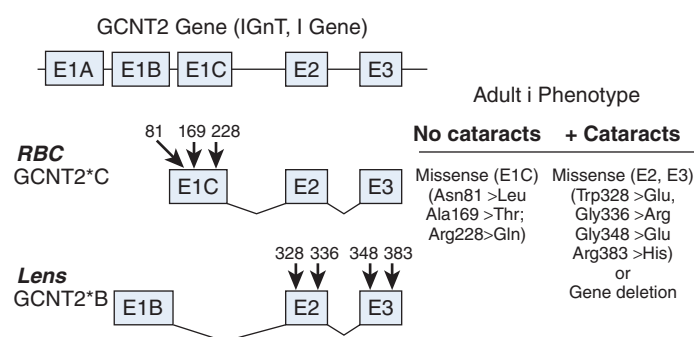 GCNT2 Gene (IGnT, I Gene)
E1A E1B E1C E2 E3
Adult i Phenotype
No cataracts + Cataracts
81 169 228
RBC
GCNT2*C
E1C E2 E3
Missense (E1C)
(Asn81 >Leu
Ala169 >Thr;
Arg228>Gln)
Missense (E2, E3)
(Trp328 >Glu,
Gly336 >Arg
Gly348 >Glu
Arg383 >His)
or
Gene deletion
328 336 348 383
Lens
GCNT2*B
E1B E2 E3